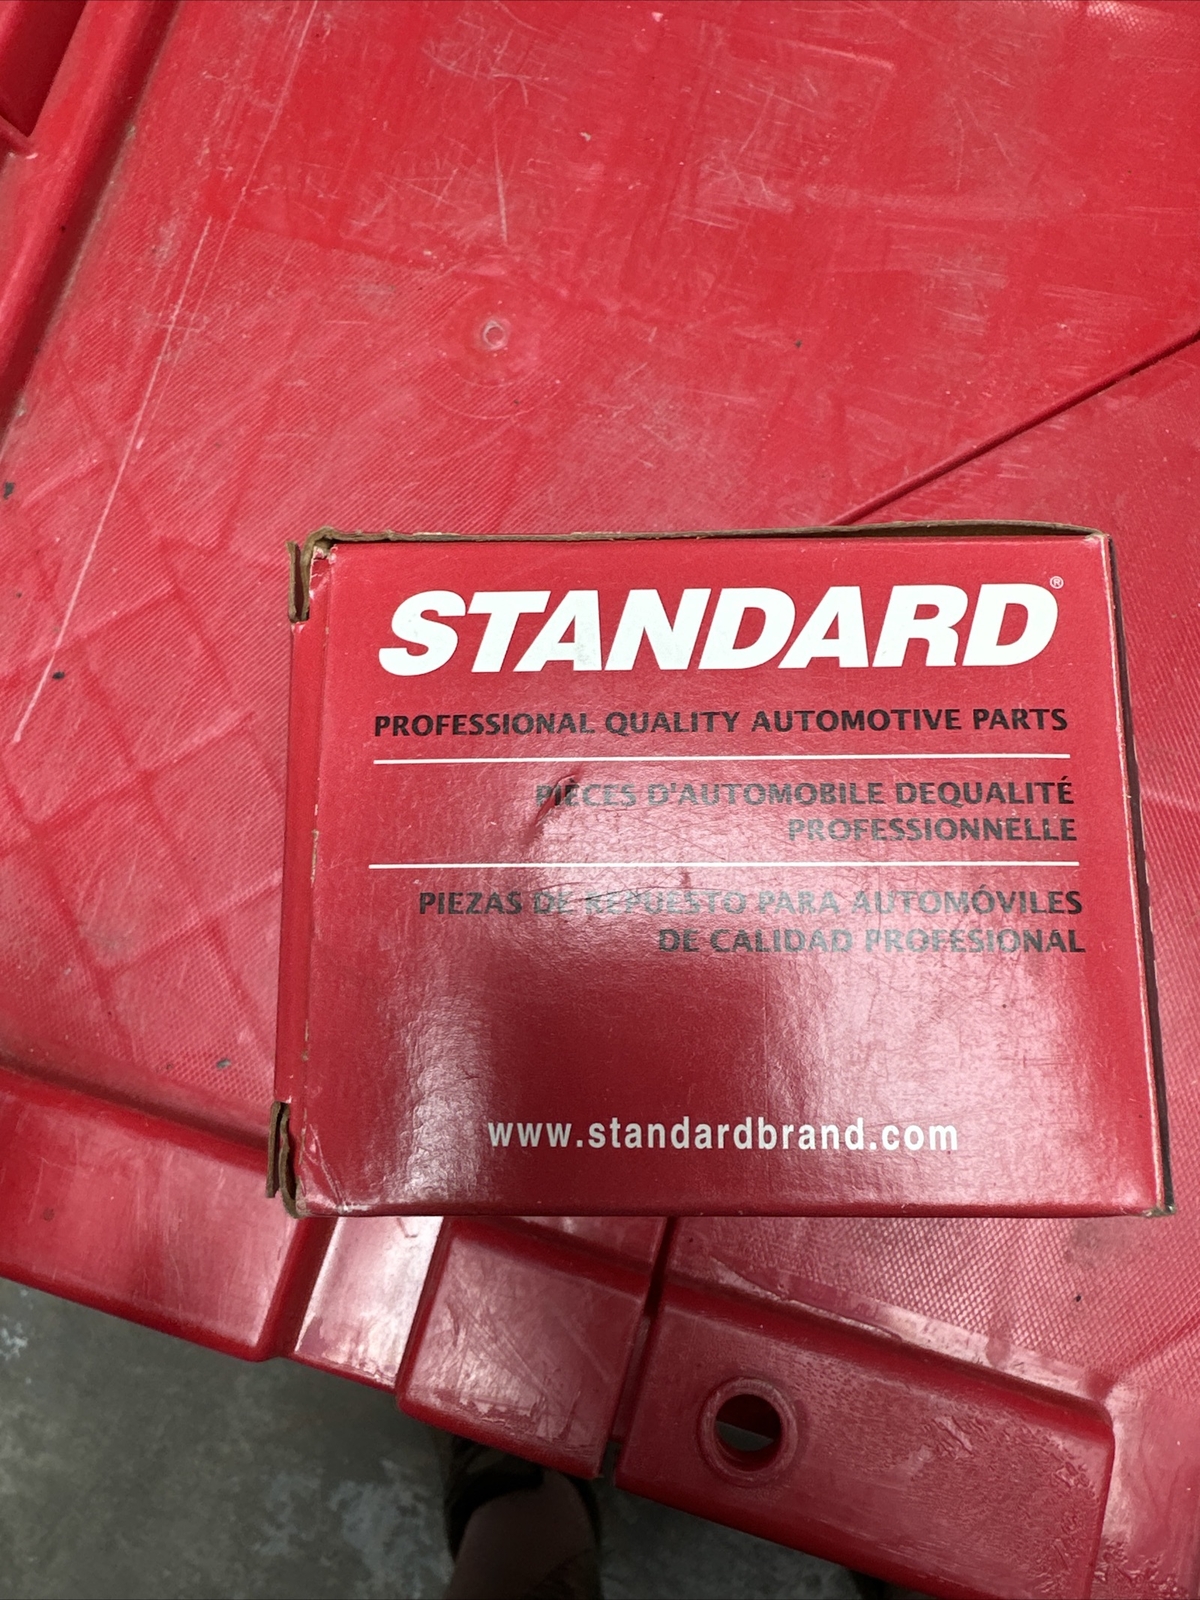 STANDARD®
PROFESSIONAL QUALITY AUTOMOTIVE PARTS
PIÈCES D'AUTOMOBILE DEQUALITÉ
PROFESSIONNELLE
PIEZAS DE REPUESTO PARA AUTOMÓVILES
DE CALIDAD PROFESIONAL
www.standardbrand.com